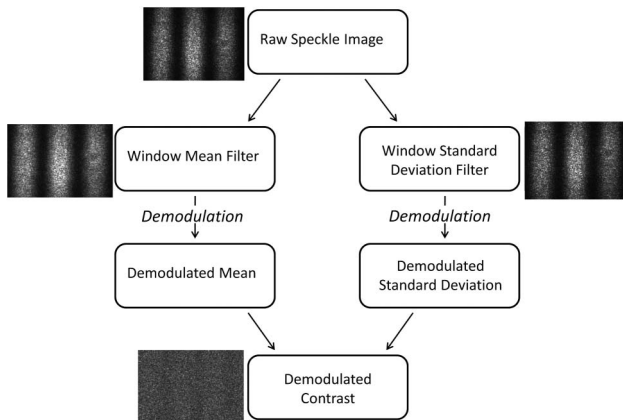 Raw Speckle Image
Window Mean Filter
Window Standard
Deviation Filter
Demodulation
Demodulation
Demodulated Mean
Demodulated
Standard Deviation
Demodulated
Contrast